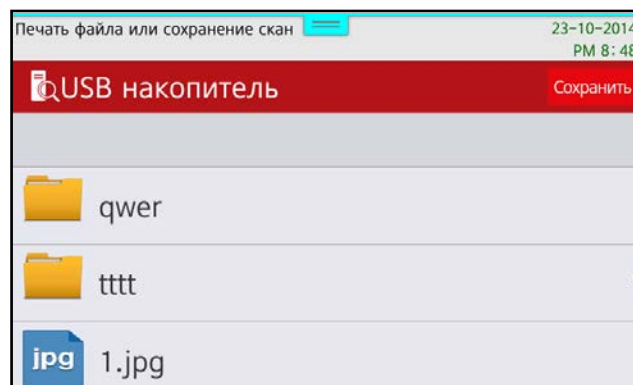 Печать файла или сохранение скан
23-10-2014
PM 8:48
USB накопитель
Сохранить
qwer
tttt
jpg 1.jpg